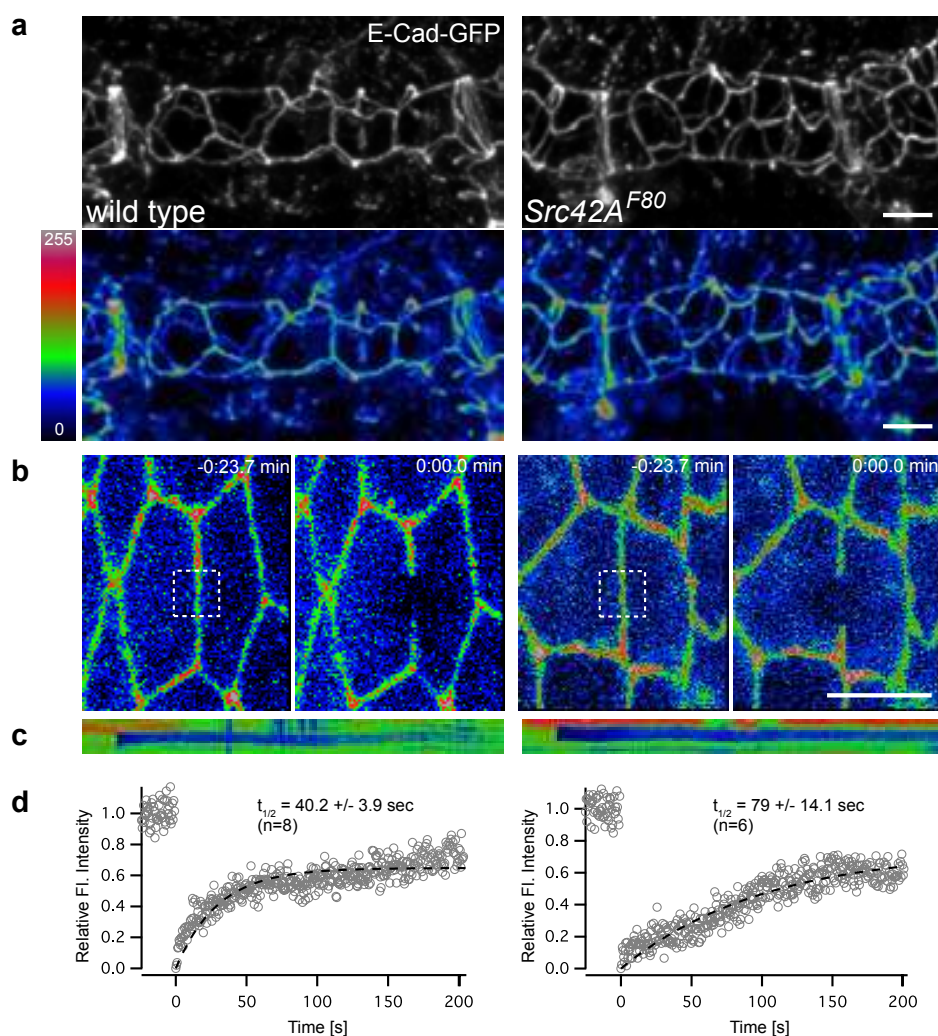 a
E-Cad-GFP
wild type
Src42A^F80
255
0
b
-0:23.7 min
0:00.0 min
-0:23.7 min
0:00.0 min
c
d
t1/2 = 40.2 +/- 3.9 sec
(n=8)
Relative Fl. Intensity
1.0
0.8
0.6
0.4
0.2
0.0
0
50
100
150
200
Time [s]
t1/2 = 79 +/- 14.1 sec
(n=6)
Relative Fl. Intensity
1.0
0.8
0.6
0.4
0.2
0.0
0
50
100
150
200
Time [s]